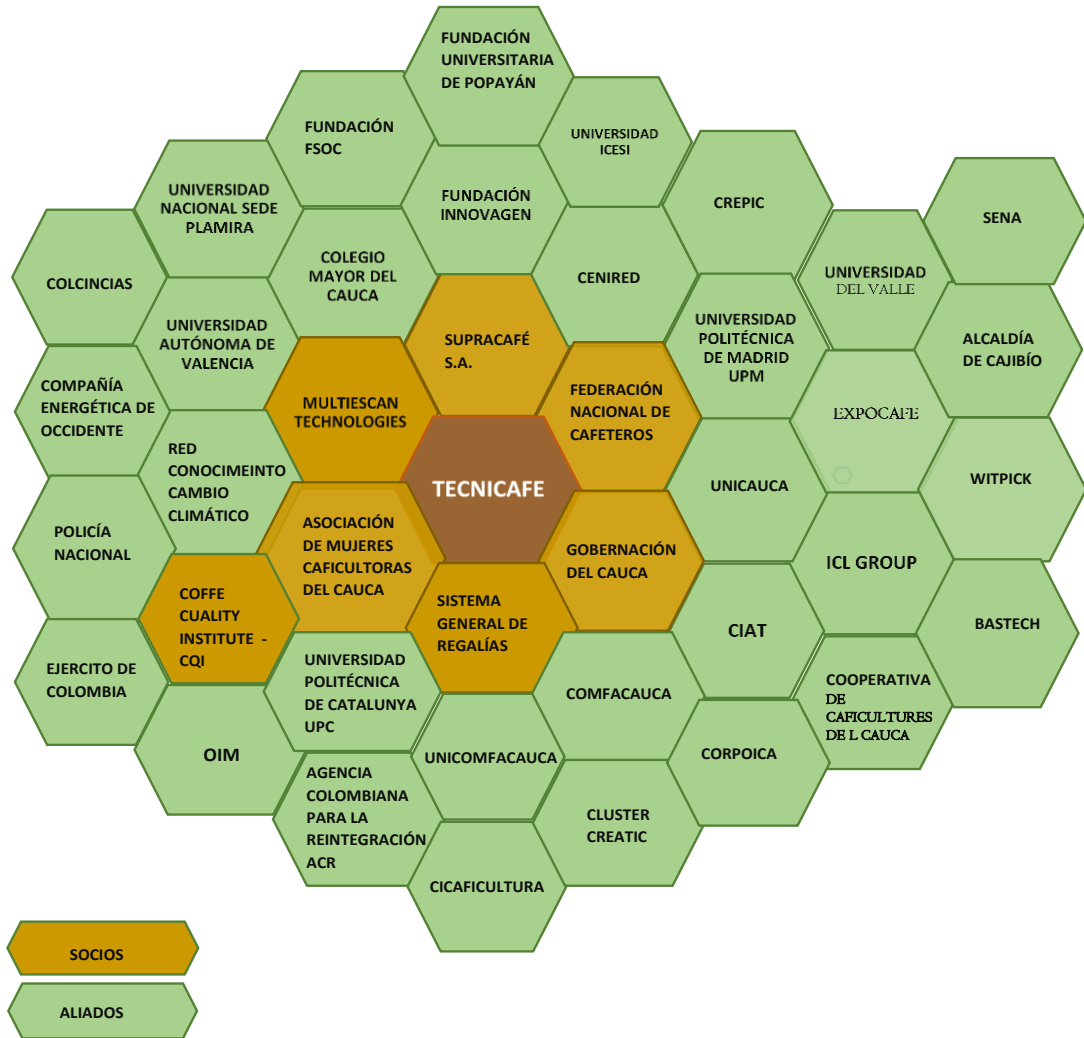 FUNDACIÓN
UNIVERSITARIA
DE POPAYÁN
FUNDACIÓN
FSOC
UNIVERSIDAD
ICESI
UNIVERSIDAD
NACIONAL SEDE
PLAMIRA
FUNDACIÓN
INNOVAGEN
CREPIC
SENA
COLCINCIAS
COLEGIO
MAYOR DEL
CAUCA
CENIRED
UNIVERSIDAD
DEL VALLE
UNIVERSIDAD
AUTÓNOMA DE
VALENCIA
SUPRACAFÉ
S.A.
UNIVERSIDAD
POLITÉCNICA
DE MADRID
UPM
ALCALDÍA
DE CAJIBÍO
COMPAÑÍA
ENERGÉTICA DE
OCCIDENTE
MULTIESCAN
TECHNOLOGIES
FEDERACIÓN
NACIONAL DE
CAFETEROS
EXPOCAFE
RED
CONOCIMEINTO
CAMBIO
CLIMÁTICO
TECNICAFE
UNICAUCA
WITPICK
POLICÍA
NACIONAL
ASOCIACIÓN
DE MUJERES
CAFICULTORAS
DEL CAUCA
GOBERNACIÓN
DEL CAUCA
ICL GROUP
COFFE
CUALITY
INSTITUTE -
CQI
SISTEMA
GENERAL DE
REGALÍAS
CIAT
BASTECH
EJERCITO DE
COLOMBIA
UNIVERSIDAD
POLITÉCNICA
DE CATALUNYA
UPC
COMFACAUCA
COOPERATIVA
DE
CAFICULTURES
DE L CAUCA
OIM
UNICOMFACAUCA
CORPOICA
AGENCIA
COLOMBIANA
PARA LA
REINTEGRACIÓN
ACR
CLUSTER
CREATIC
CICAFICULTURA
SOCIOS
ALIADOS